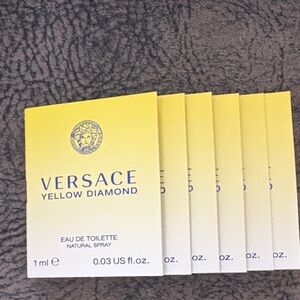 VERSACE
YELLOW DIAMOND
EAU DE TOILETTE
NATURAL SPRAY
1 ml ℮ 0.03 US fl.oz.
oz.
oz.
oz.
oz.
oz.